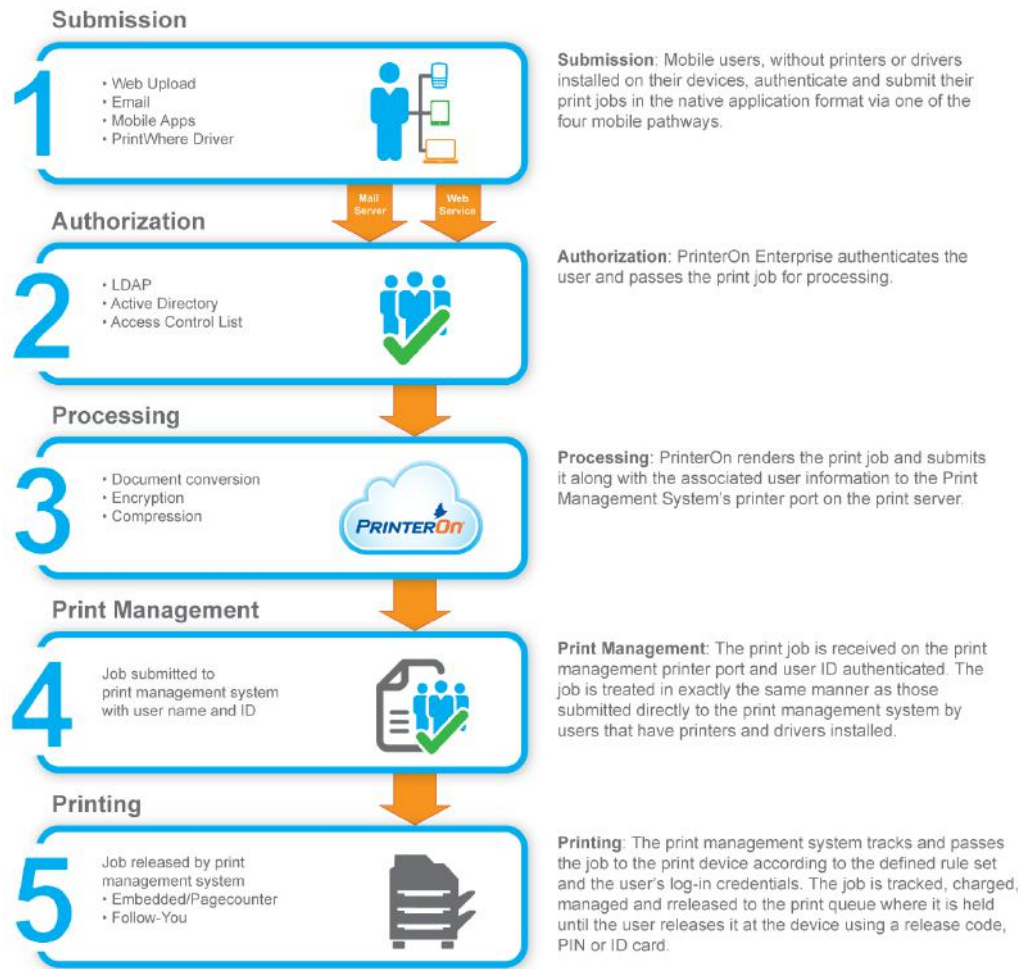 Submission
1
• Web Upload
• Email
• Mobile Apps
• PrintWhere Driver
Submission: Mobile users, without printers or drivers
installed on their devices, authenticate and submit their
print jobs in the native application format via one of the
four mobile pathways.
Mail
Server
Web
Service
Authorization
2
• LDAP
• Active Directory
• Access Control List
Authorization: PrinterOn Enterprise authenticates the
user and passes the print job for processing.
Processing
3
• Document conversion
• Encryption
• Compression
PRINTERON
Processing: PrinterOn renders the print job and submits
it along with the associated user information to the Print
Management System's printer port on the print server.
Print Management
4
Job submitted to
print management system
with user name and ID
Print Management: The print job is received on the print
management printer port and user ID authenticated. The
job is treated in exactly the same manner as those
submitted directly to the print management system by
users that have printers and drivers installed.
Printing
5
Job released by print
management system
• Embedded/Pagecounter
• Follow-You
Printing: The print management system tracks and passes
the job to the print device according to the defined rule set
and the user's log-in credentials. The job is tracked, charged,
managed and rreleased to the print queue where it is held
until the user releases it at the device using a release code,
PIN or ID card.